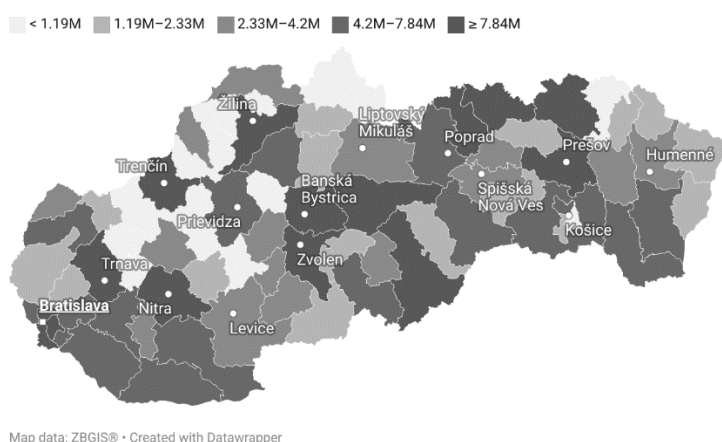 < 1.19M 1.19M–2.33M 2.33M–4.2M 4.2M–7.84M ≥ 7.84M
Žilina
Liptovský
Mikuláš
Poprad
Prešov
Humenné
Trenčín
Banská
Bystrica
Spišská
Nová Ves
Prievidza
Košice
Zvolen
Trnava
Bratislava
Nitra
Levice
Map data: ZBGIS® • Created with Datawrapper